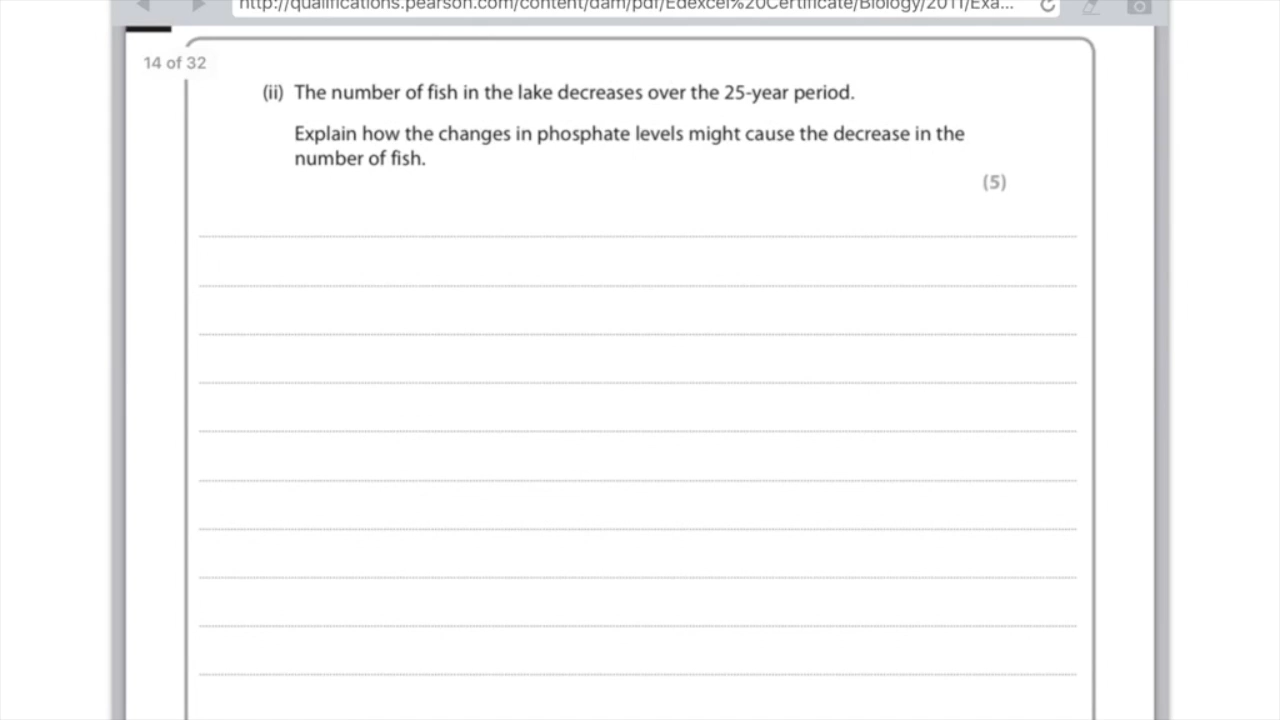 http://qualifications.pearson.com/content/dam/pdf/Edexcel%20Certificate/Biology/2011/Exa...
14 of 32
(ii) The number of fish in the lake decreases over the 25-year period.
Explain how the changes in phosphate levels might cause the decrease in the
number of fish.
(5)